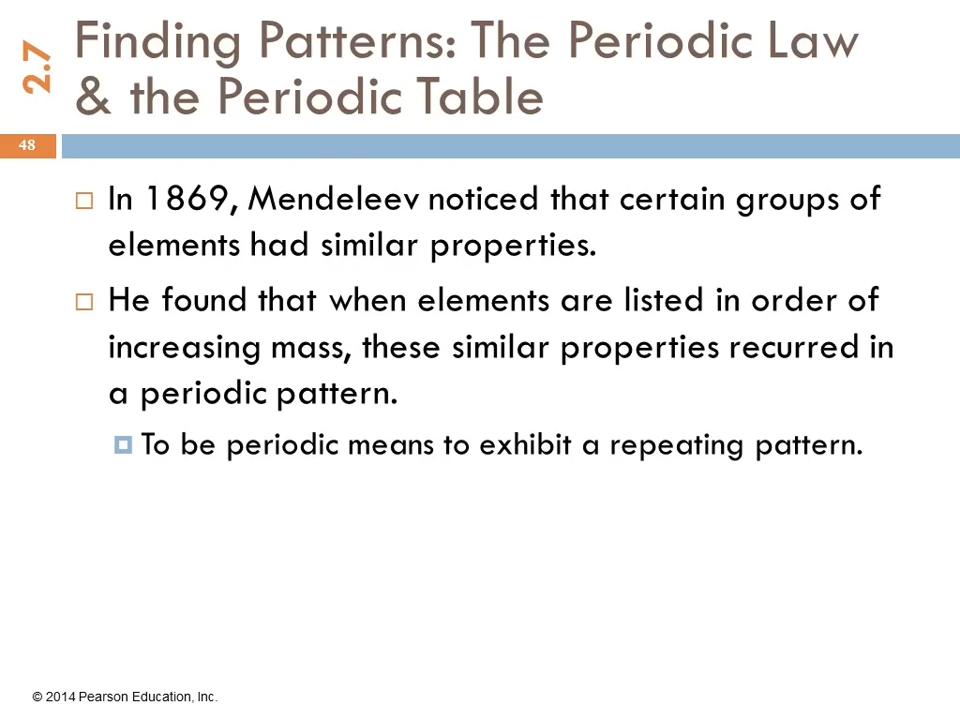 2.7
Finding Patterns: The Periodic Law
& the Periodic Table
48
In 1869, Mendeleev noticed that certain groups of
elements had similar properties.
He found that when elements are listed in order of
increasing mass, these similar properties recurred in
a periodic pattern.
To be periodic means to exhibit a repeating pattern.
© 2014 Pearson Education, Inc.